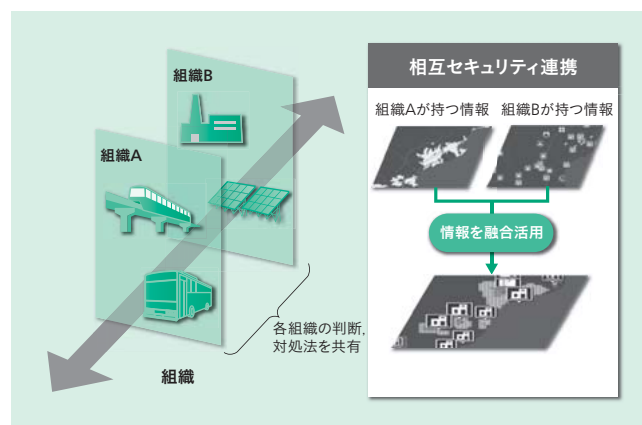 組織B
組織A
組織
各組織の判断,
対処法を共有
相互セキュリティ連携
組織Aが持つ情報
組織Bが持つ情報
情報を融合活用